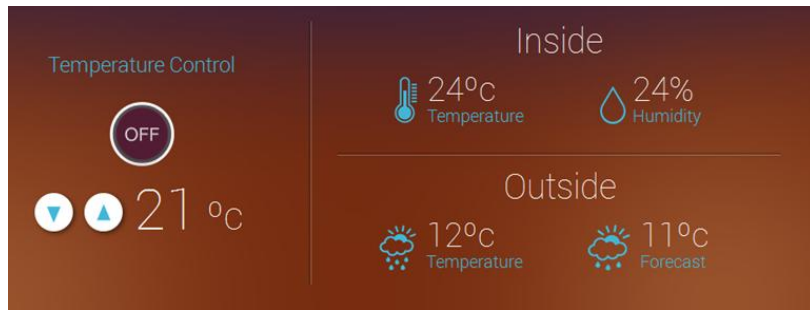 Temperature Control
OFF
21 ºc
Inside
24ºc
Temperature
24%
Humidity
Outside
12ºc
Temperature
11ºc
Forecast